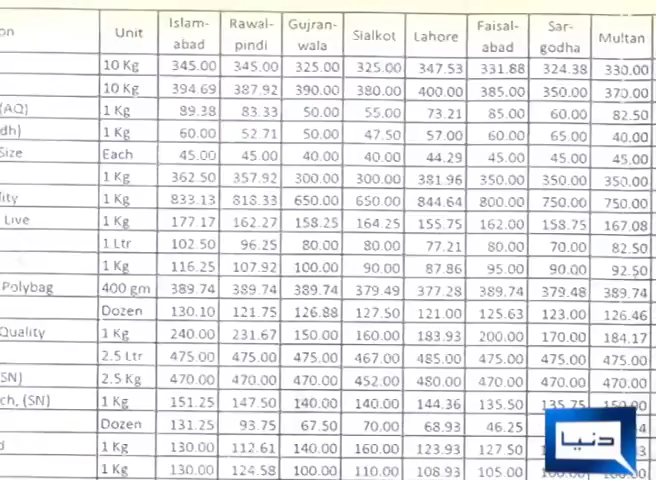 on Unit Islam-abad Rawal-pindi Gujran-wala Sialkot Lahore Faisal-abad Sar-godha Multan
10 Kg 345.00 345.00 325.00 325.00 347.53 331.88 324.38 330.00
10 Kg 394.69 387.92 390.00 380.00 400.00 385.00 350.00 370.00
(AQ) 1 Kg 89.38 83.33 50.00 55.00 73.21 85.00 60.00 82.50
dh) 1 Kg 60.00 52.71 50.00 47.50 57.00 60.00 65.00 40.00
Size Each 45.00 45.00 40.00 40.00 44.29 45.00 45.00 45.00
1 Kg 362.50 357.92 300.00 300.00 381.96 350.00 350.00 350.00
lity 1 Kg 833.13 818.33 650.00 650.00 844.64 800.00 750.00 750.00
Live 1 Kg 177.17 162.27 158.25 164.25 155.75 162.00 158.75 167.08
1 Ltr 102.50 96.25 80.00 80.00 77.21 80.00 70.00 82.50
1 Kg 116.25 107.92 100.00 90.00 87.86 95.00 90.00 92.50
Polybag 400 gm 389.74 389.74 389.74 379.49 377.28 389.74 379.48 389.74
Dozen 130.10 121.75 126.88 127.50 121.00 125.63 123.00 126.46
Quality 1 Kg 240.00 231.67 150.00 160.00 183.93 200.00 170.00 184.17
2.5 Ltr 475.00 475.00 475.00 467.00 485.00 475.00 475.00 475.00
(SN) 2.5 Kg 470.00 470.00 470.00 452.00 480.00 470.00 470.00 470.00
ch, (SN) 1 Kg 151.25 147.50 140.00 140.00 144.36 135.50 135.75
Dozen 131.25 93.75 67.50 70.00 68.93 46.25
d 1 Kg 130.00 112.61 140.00 160.00 123.93 127.50
1 Kg 130.00 124.58 100.00 110.00 108.93 105.00
دنیا